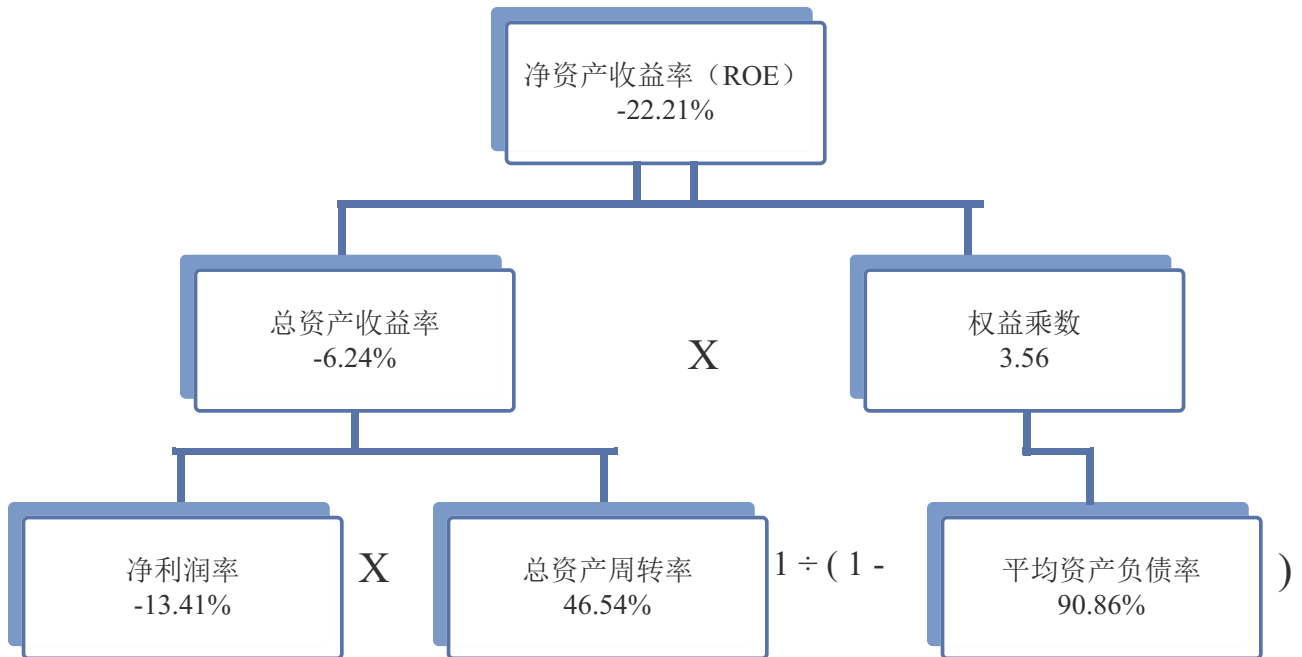 净资产收益率（ROE）
-22.21%
总资产收益率
-6.24%
X
权益乘数
3.56
净利润率
-13.41%
X
总资产周转率
46.54%
1 ÷ ( 1 -
平均资产负债率
90.86%
)